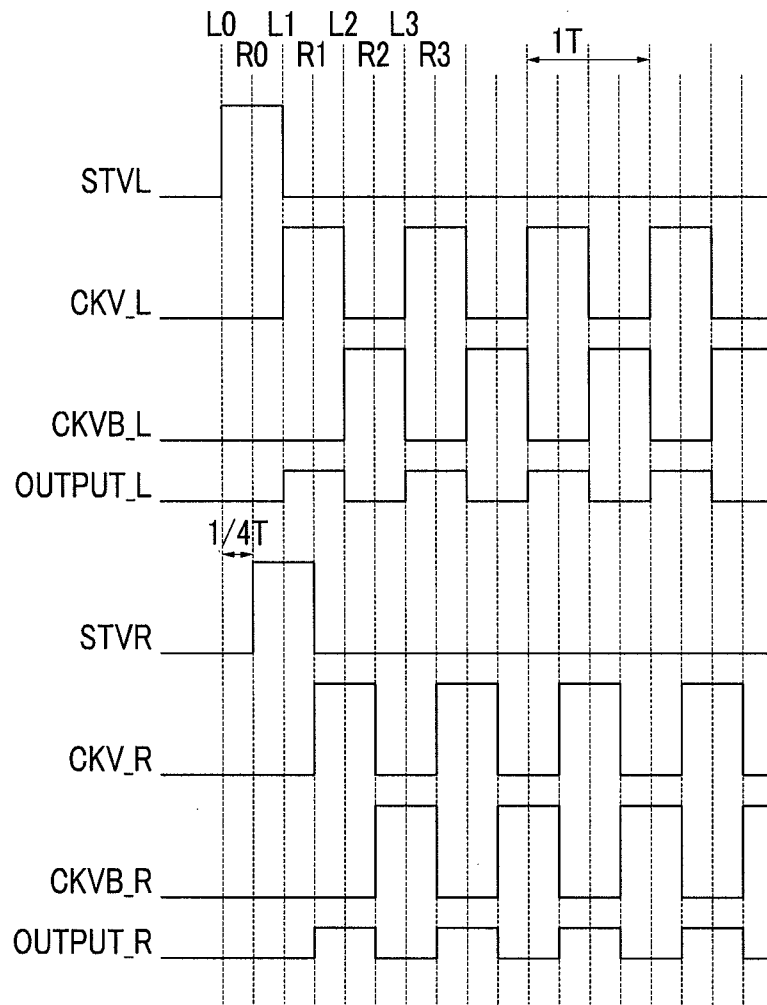 L0 L1 L2 L3
R0 R1 R2 R3
1T
STVL
CKV_L
CKVB_L
OUTPUT_L
1/4T
STVR
CKV_R
CKVB_R
OUTPUT_R